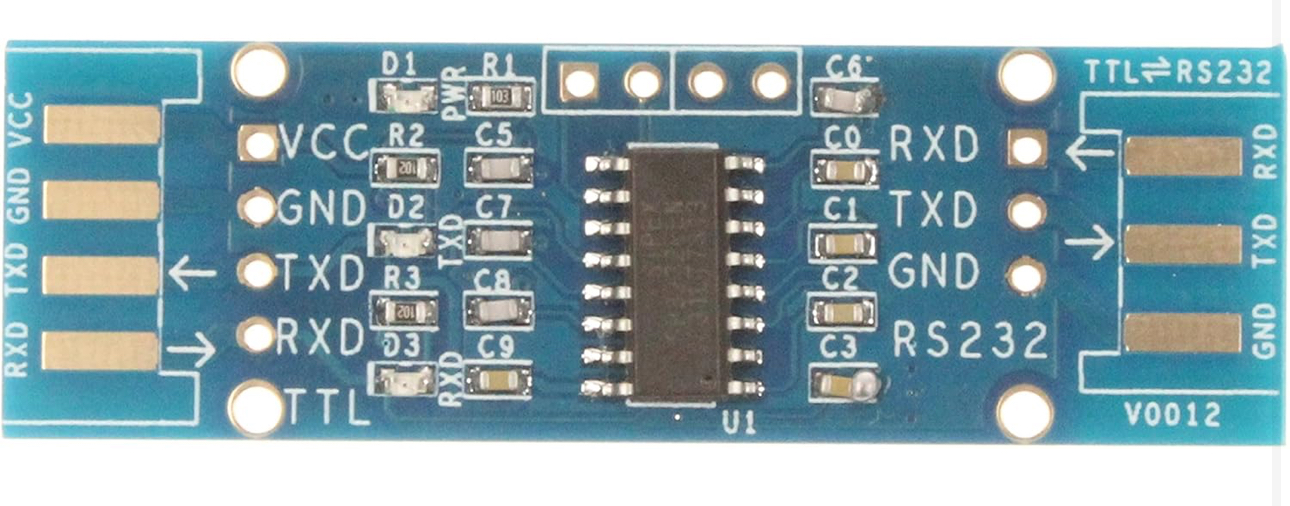 D1
R1
C6
TTL⇌RS232
VCC
PWR
103
VCC
R2
C5
C0
RXD
RXD
102
GND
GND
D2
TXD
C7
C1
TXD
TXD
TXD
TXD
R3
C8
C2
GND
102
RXD
RXD
D3
RXD
C9
C3
RS232
GND
TTL
U1
V0012